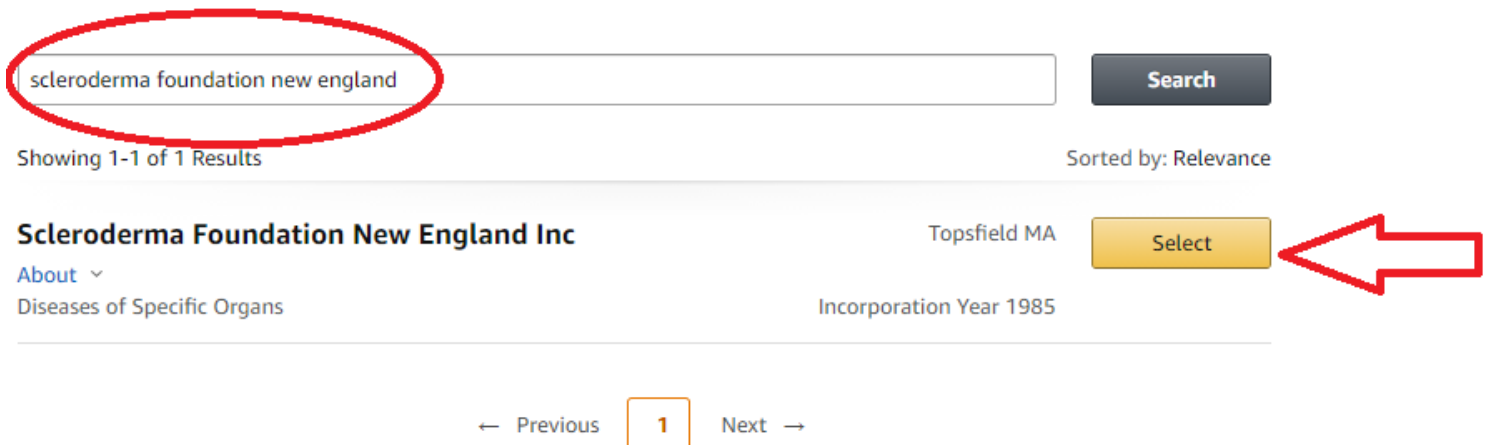 scleroderma foundation new england
Search
Showing 1-1 of 1 Results
Sorted by: Relevance
Scleroderma Foundation New England Inc
Topsfield MA
Select
About
Diseases of Specific Organs
Incorporation Year 1985
← Previous 1 Next →